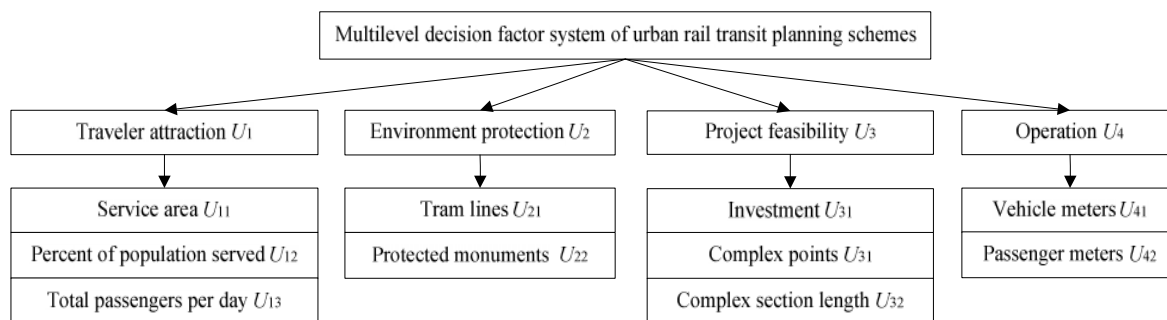 Multilevel decision factor system of urban rail transit planning schemes
Traveler attraction U1
Environment protection U2
Project feasibility U3
Operation U4
Service area U11
Percent of population served U12
Total passengers per day U13
Tram lines U21
Protected monuments U22
Investment U31
Complex points U31
Complex section length U32
Vehicle meters U41
Passenger meters U42